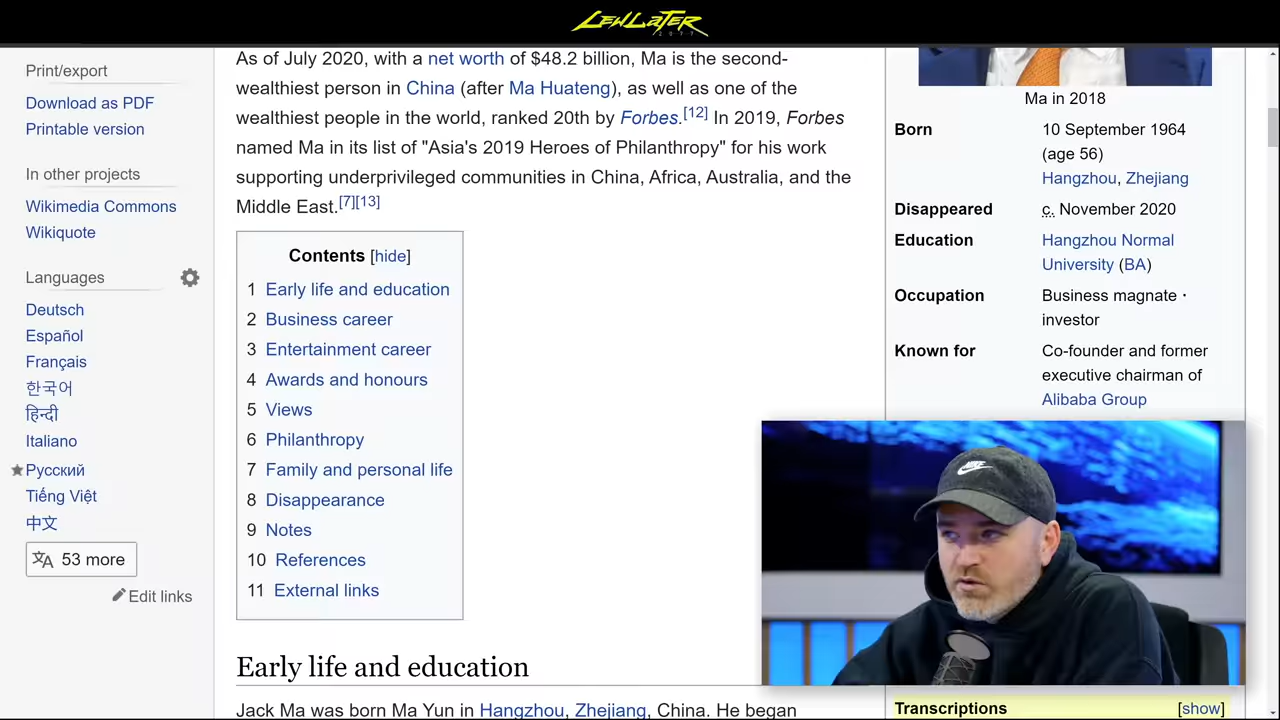 LEWLATER
2077
Print/export
Download as PDF
Printable version
In other projects
Wikimedia Commons
Wikiquote
Languages
Deutsch
Español
Français
한국어
हिन्दी
Italiano
Русский
Tiếng Việt
中文
53 more
Edit links
As of July 2020, with a net worth of $48.2 billion, Ma is the second-
wealthiest person in China (after Ma Huateng), as well as one of the
wealthiest people in the world, ranked 20th by Forbes.[12] In 2019, Forbes
named Ma in its list of "Asia's 2019 Heroes of Philanthropy" for his work
supporting underprivileged communities in China, Africa, Australia, and the
Middle East.[7][13]
Contents [hide]
1 Early life and education
2 Business career
3 Entertainment career
4 Awards and honours
5 Views
6 Philanthropy
7 Family and personal life
8 Disappearance
9 Notes
10 References
11 External links
Early life and education
Jack Ma was born Ma Yun in Hangzhou, Zhejiang, China. He began
Ma in 2018
Born 10 September 1964
(age 56)
Hangzhou, Zhejiang
Disappeared c. November 2020
Education Hangzhou Normal
University (BA)
Occupation Business magnate ·
investor
Known for Co-founder and former
executive chairman of
Alibaba Group
NIKE
Transcriptions [show]